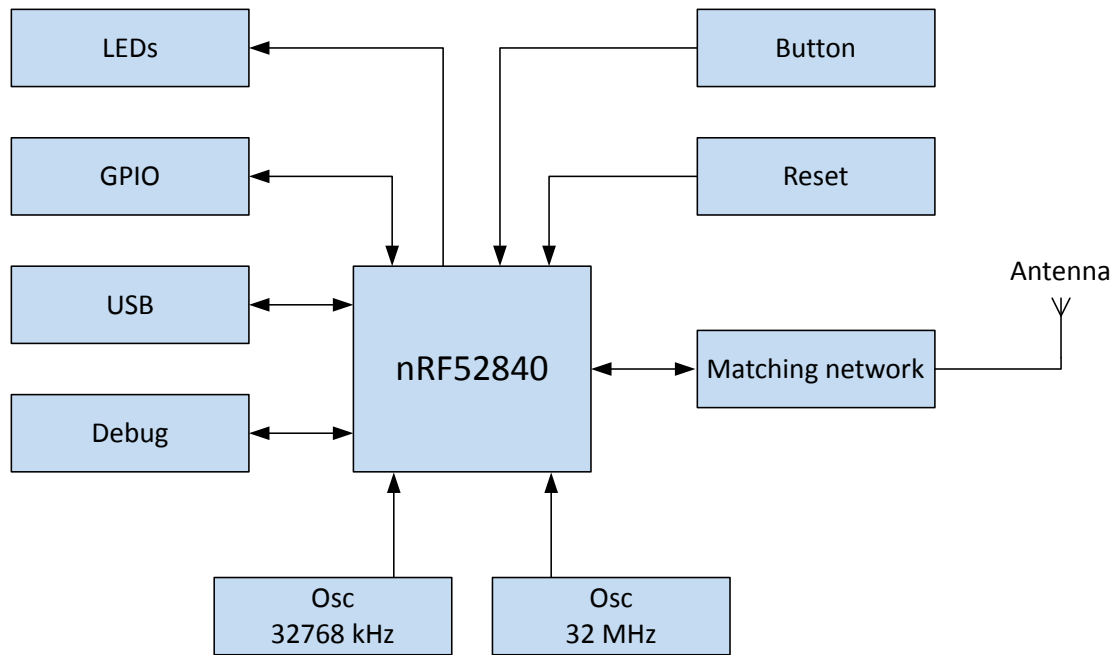 LEDs
Button
GPIO
Reset
Antenna
USB
nRF52840
Matching network
Debug
Osc
32768 kHz
Osc
32 MHz